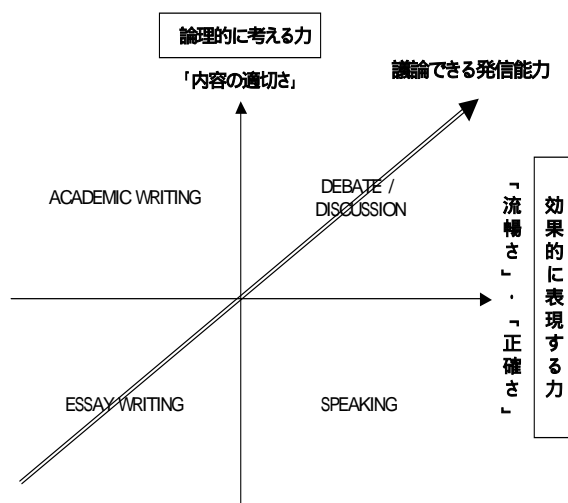 論理的に考える力
「内容の適切さ」
議論できる発信能力
ACADEMIC WRITING
DEBATE /
DISCUSSION
「流暢さ」・「正確さ」
効果的に表現する力
ESSAY WRITING
SPEAKING